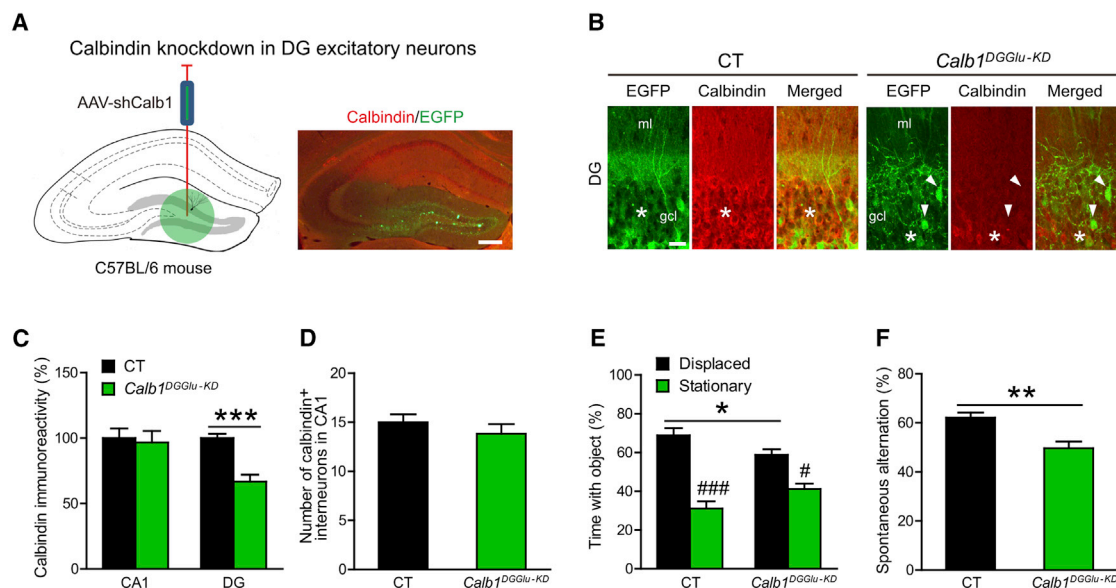 A
Calbindin knockdown in DG excitatory neurons
AAV-shCalb1
C57BL/6 mouse
Calbindin/EGFP
B
CT
Calb1DGGlu-KD
EGFP
Calbindin
Merged
EGFP
Calbindin
Merged
DG
ml
gcl
*
*
*
ml
gcl
*
*
*
C
Calbindin immunoreactivity (%)
150
100
50
0
CT
Calb1DGGlu-KD
***
CA1
DG
D
Number of calbindin+
interneurons in CA1
20
15
10
5
0
CT
Calb1DGGlu-KD
E
Displaced
Stationary
Time with object (%)
100
80
60
40
20
0
*
###
#
CT
Calb1DGGlu-KD
F
Spontaneous alternation (%)
80
60
40
20
0
**
CT
Calb1DGGlu-KD